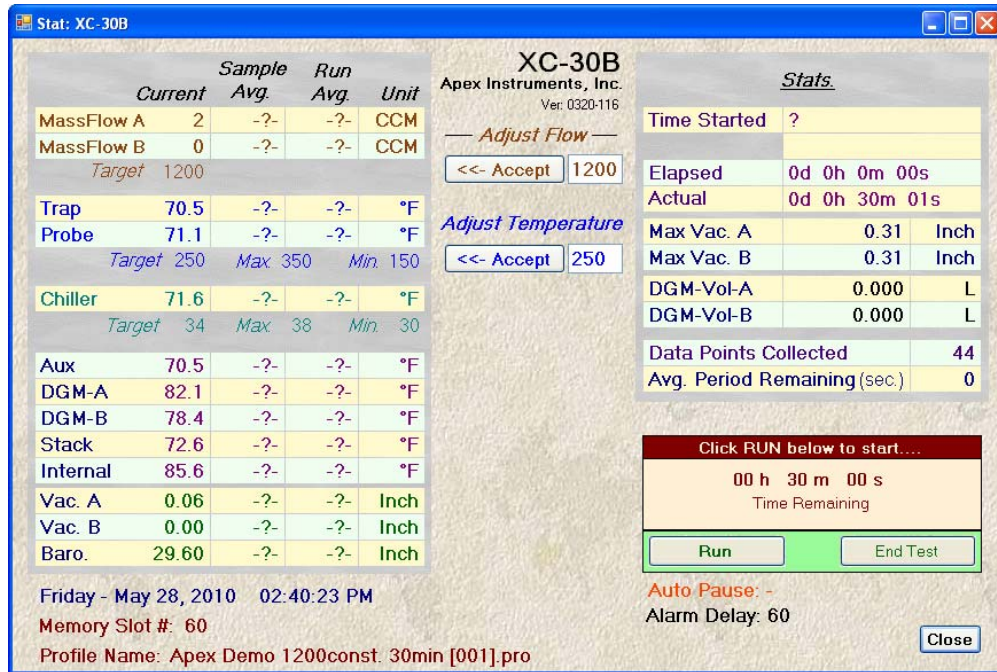 Stat: XC-30B
Current Sample Avg. Run Avg. Unit
MassFlow A 2 -?- -?- CCM
MassFlow B 0 -?- -?- CCM
Target 1200
Trap 70.5 -?- -?- °F
Probe 71.1 -?- -?- °F
Target 250 Max. 350 Min. 150
Chiller 71.6 -?- -?- °F
Target 34 Max. 38 Min. 30
Aux 70.5 -?- -?- °F
DGM-A 82.1 -?- -?- °F
DGM-B 78.4 -?- -?- °F
Stack 72.6 -?- -?- °F
Internal 85.6 -?- -?- °F
Vac. A 0.06 -?- -?- Inch
Vac. B 0.00 -?- -?- Inch
Baro. 29.60 -?- -?- Inch
Friday - May 28, 2010 02:40:23 PM
Memory Slot #: 60
Profile Name: Apex Demo 1200const. 30min [001].pro
XC-30B
Apex Instruments, Inc.
Ver: 0320-116
Adjust Flow
<<- Accept 1200
Adjust Temperature
<<- Accept 250
Stats.
Time Started ?
Elapsed 0d 0h 0m 00s
Actual 0d 0h 30m 01s
Max Vac. A 0.31 Inch
Max Vac. B 0.31 Inch
DGM-Vol-A 0.000 L
DGM-Vol-B 0.000 L
Data Points Collected 44
Avg. Period Remaining (sec.) 0
Click RUN below to start....
00 h 30 m 00 s
Time Remaining
Run End Test
Auto Pause: -
Alarm Delay: 60
Close